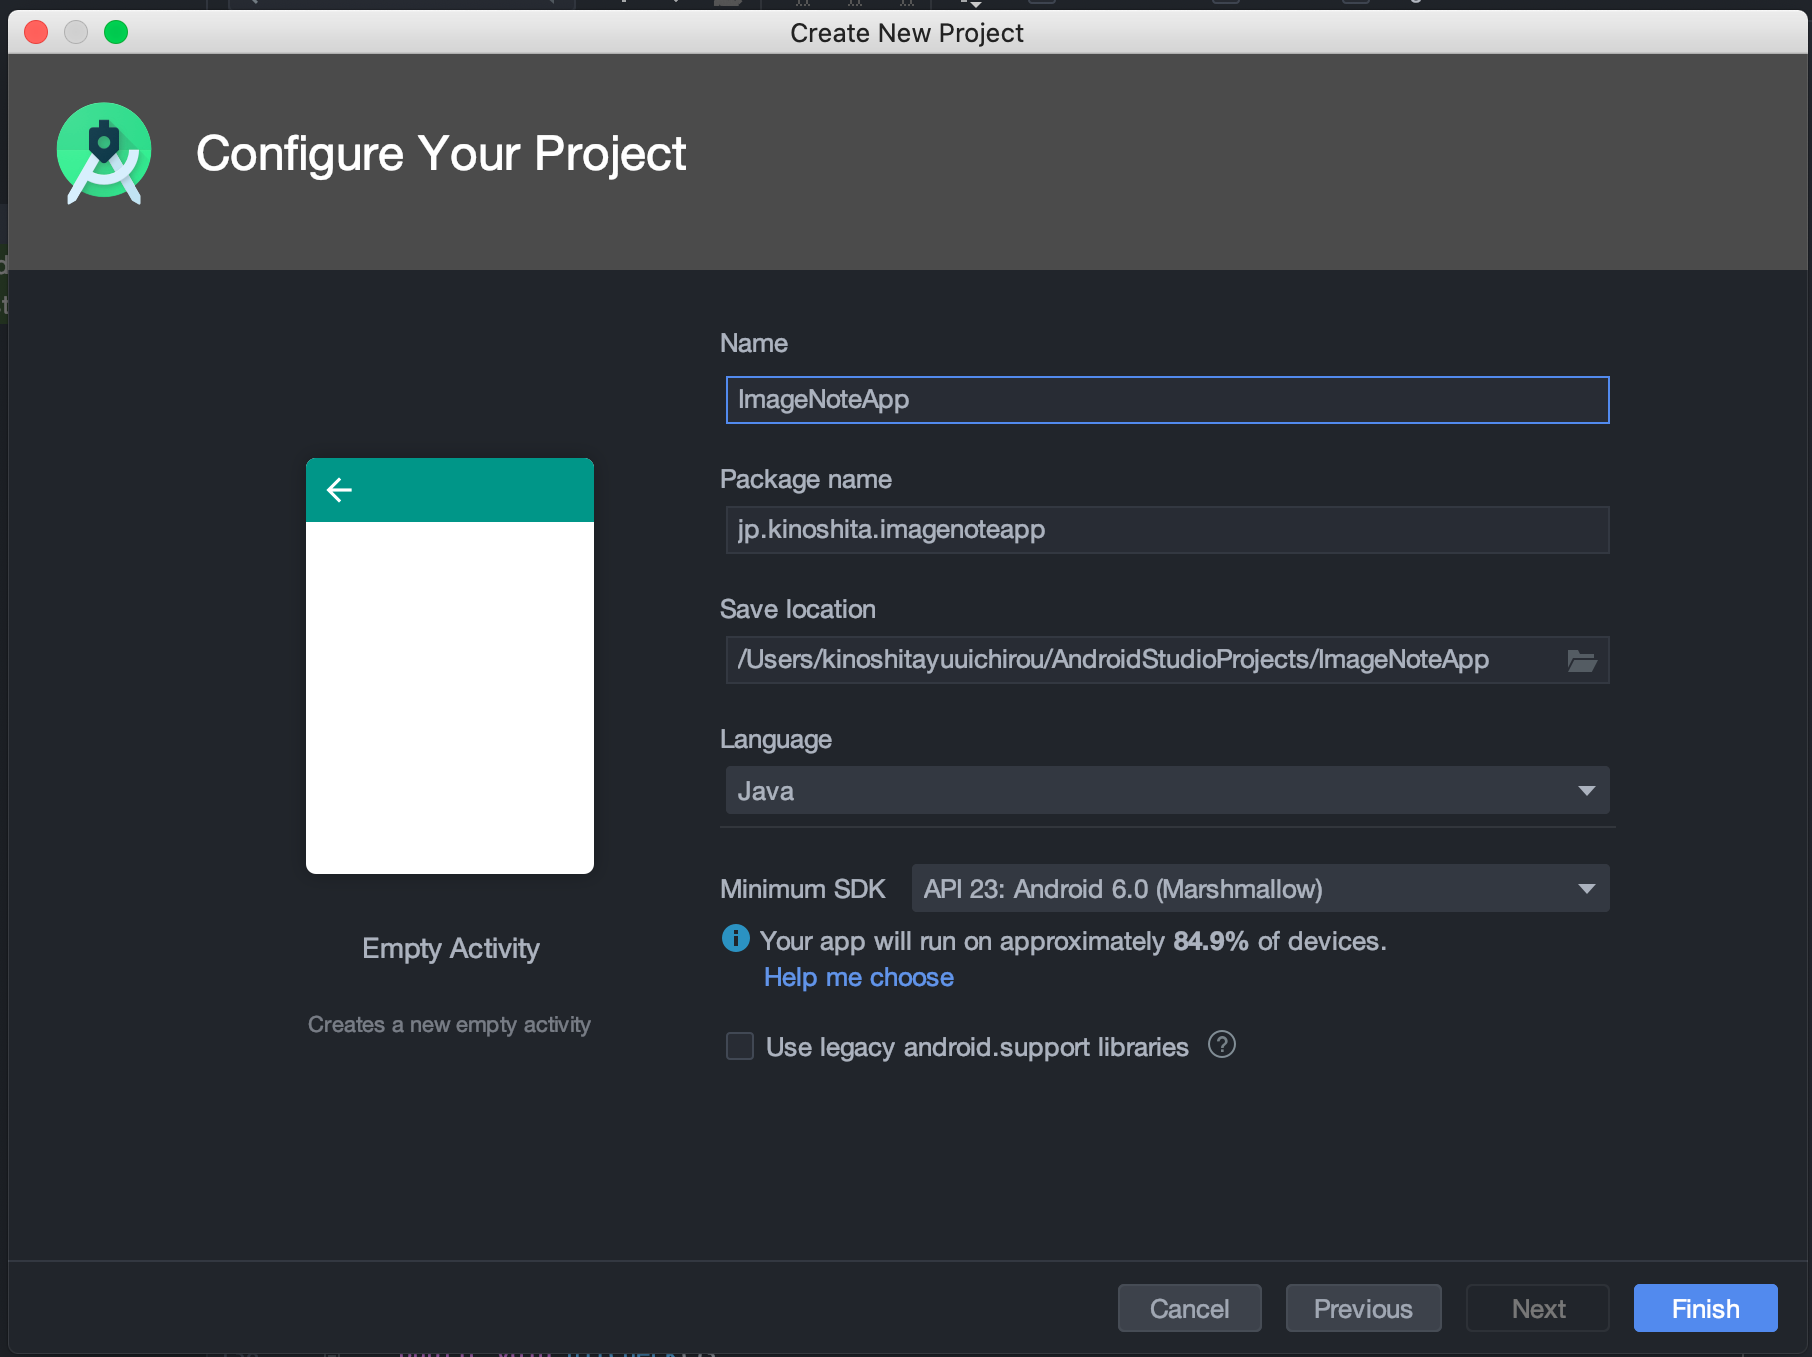 Create New Project
Configure Your Project
Name
ImageNoteApp
Package name
jp.kinoshita.imagenoteapp
Save location
/Users/kinoshitayuuichirou/AndroidStudioProjects/ImageNoteApp
Language
Java
Minimum SDK
API 23: Android 6.0 (Marshmallow)
Your app will run on approximately 84.9% of devices.
Help me choose
Use legacy android.support libraries
?
Empty Activity
Creates a new empty activity
Cancel
Previous
Next
Finish